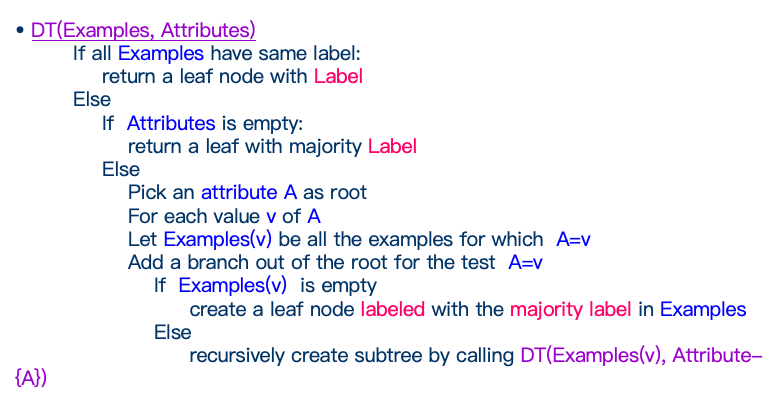 • DT(Examples, Attributes)
If all Examples have same label:
return a leaf node with Label
Else
If Attributes is empty:
return a leaf with majority Label
Else
Pick an attribute A as root
For each value v of A
Let Examples(v) be all the examples for which A=v
Add a branch out of the root for the test A=v
If Examples(v) is empty
create a leaf node labeled with the majority label in Examples
Else
recursively create subtree by calling DT(Examples(v), Attribute–
{A})